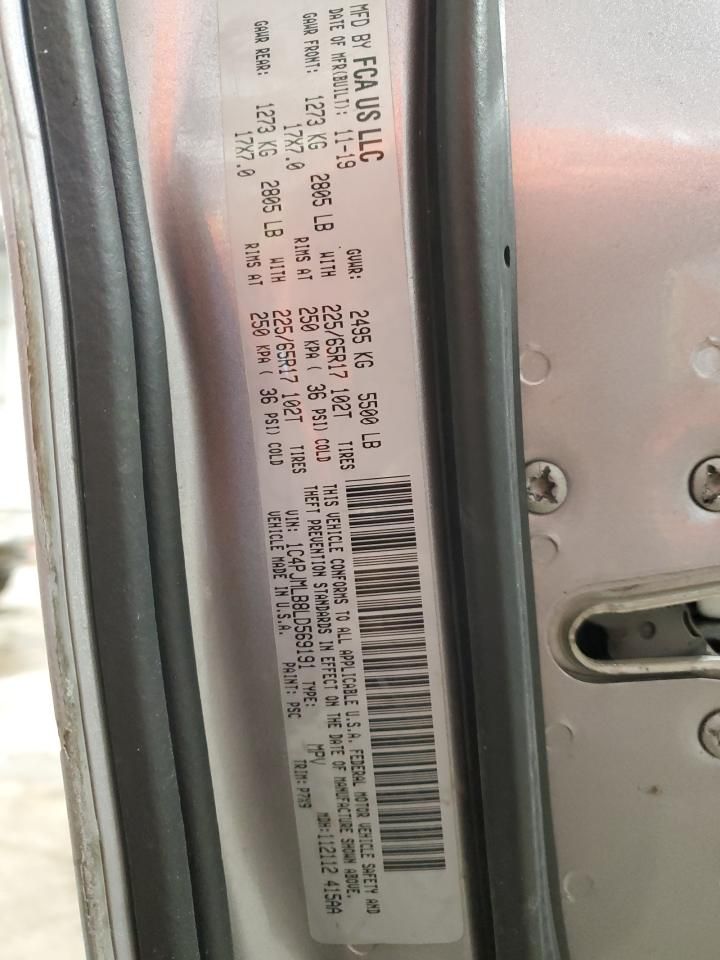 MFD BY FCA US LLC
DATE OF MFR(BUILT): 11-19 GVWR: 2495 KG 5500 LB
GAWR FRONT: 1273 KG 2805 LB WITH 225/65R17 102T TIRES
17X7.0 RIMS AT 250 KPA ( 36 PSI) COLD
GAWR REAR: 1273 KG 2805 LB WITH 225/65R17 102T TIRES
17X7.0 RIMS AT 250 KPA ( 36 PSI) COLD
THIS VEHICLE CONFORMS TO ALL APPLICABLE U.S.A. FEDERAL MOTOR VEHICLE SAFETY AND
THEFT PREVENTION STANDARDS IN EFFECT ON THE DATE OF MANUFACTURE SHOWN ABOVE.
VIN: 1C4PJMLB8LD569191 TYPE: MPV MDH:112112 415AA
VEHICLE MADE IN U.S.A. PAINT: PSC TRIM: P7X9